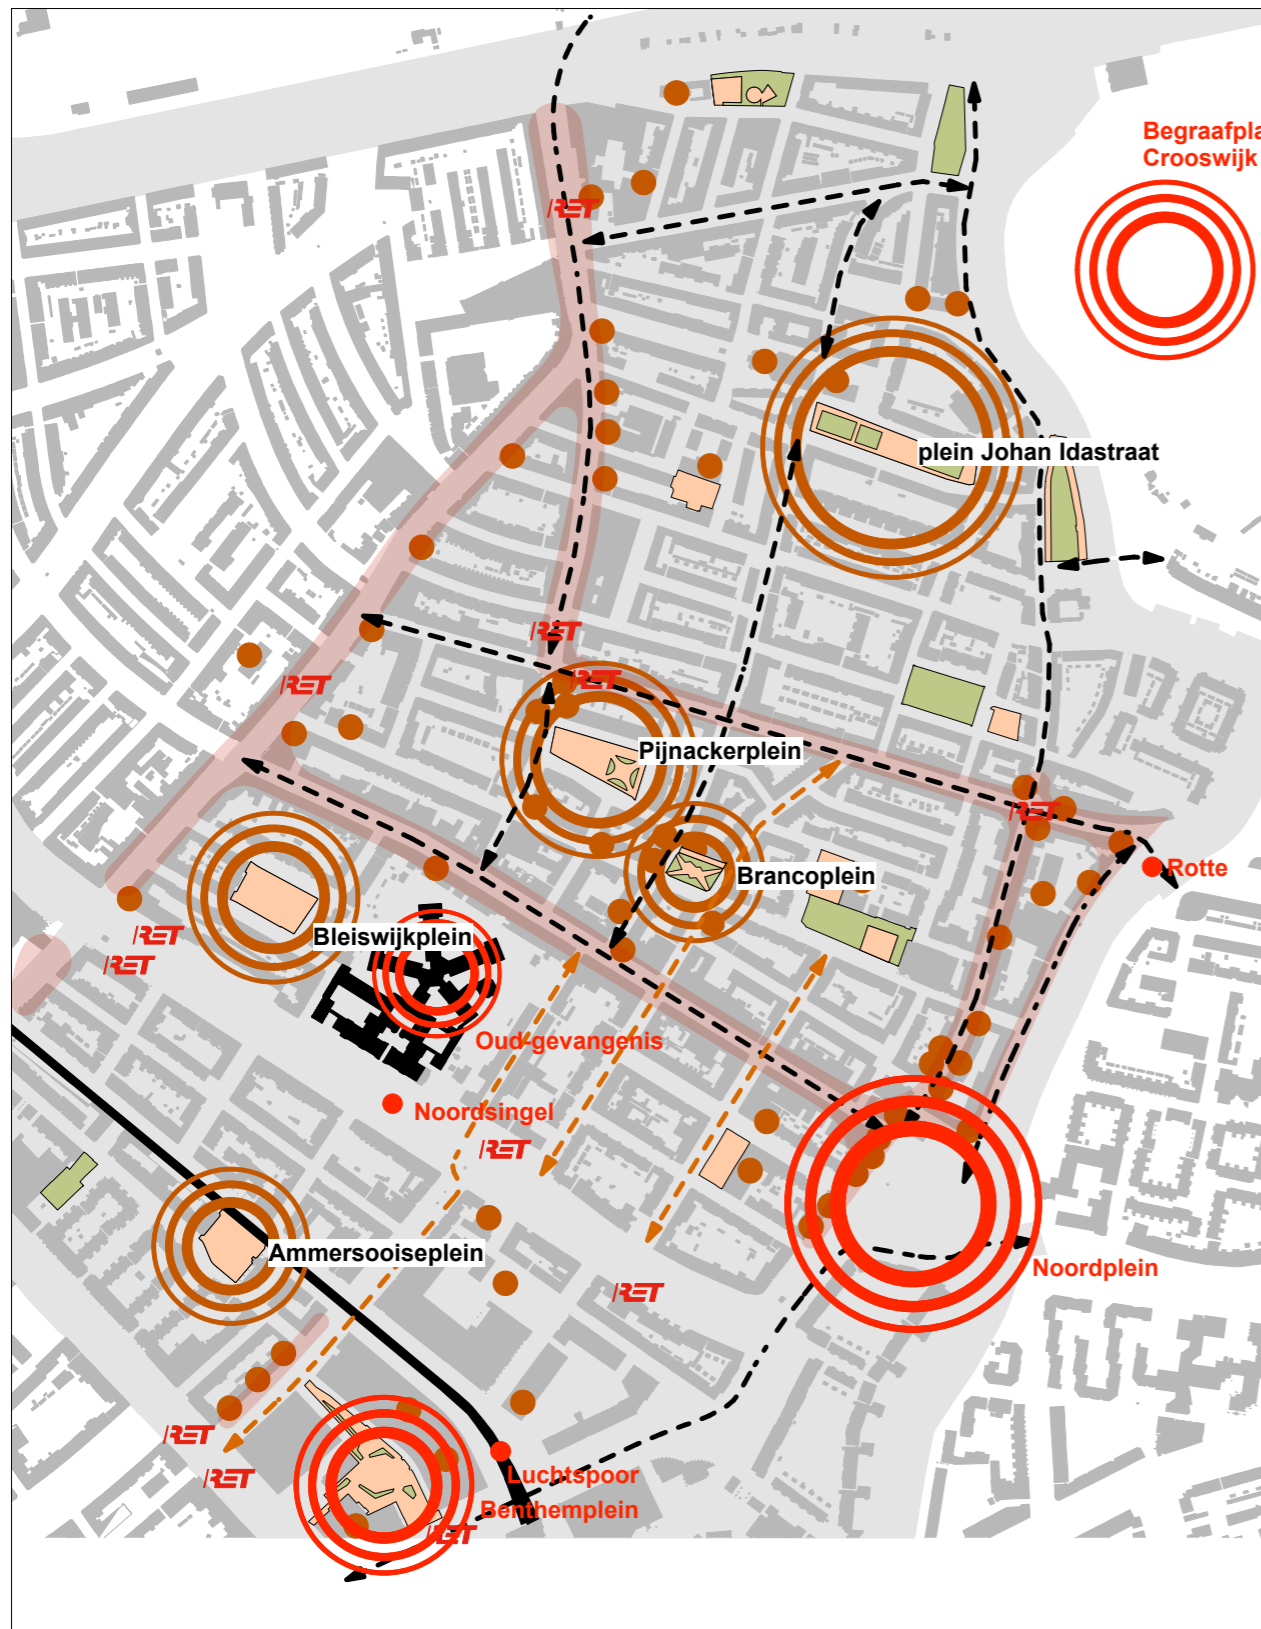 Begraafpla
Crooswijk
RET
plein Johan Idastraat
RET
RET
RET
Pijnackerplein
RET
Brancoplein
Rotte
Bleiswijkplein
RET
RET
Oud-gevangenis
Noordsingel
RET
Ammersooiseplein
Noordplein
RET
RET
RET
Luchtspoor
Benthemplein
RET